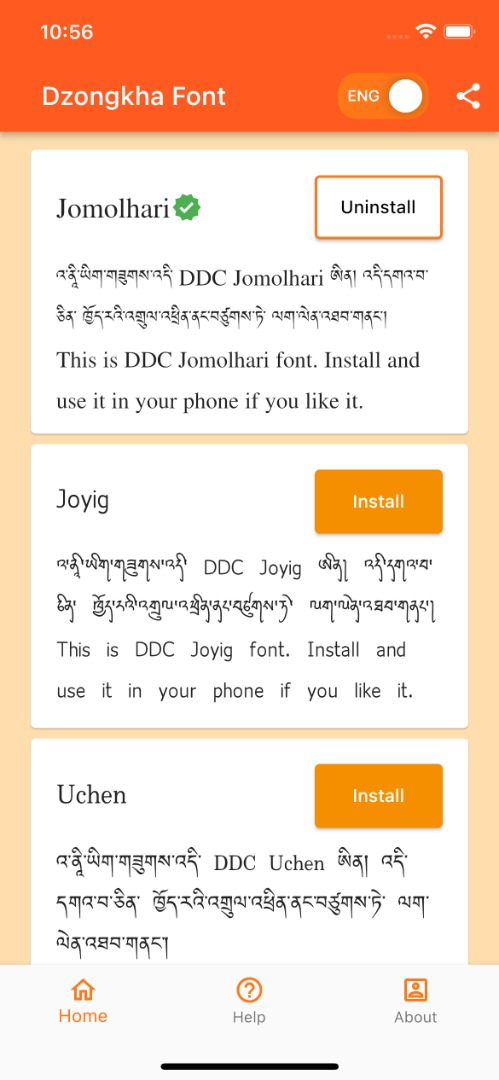 10:56
Dzongkha Font
ENG
Jomolhari
Uninstall
འ་ནཱི་ཡིག་གཟུགས་འདི་ DDC Jomolhari ཨིན། འདི་དགའ་བ་
ཅིན་ ཁྱོད་རའི་འགྲུལ་འཕྲིན་ནང་བཙུགས་ཏེ་ ལག་ལེན་འཐབ་གནང་།
This is DDC Jomolhari font. Install and
use it in your phone if you like it.
Joyig
Install
འ་ནཱི་ཡིག་གཟུགས་འདི་ DDC Joyig ཨིན། འདི་དགའ་བ་
ཅིན་ ཁྱོད་རའི་འགྲུལ་འཕྲིན་ནང་བཙུགས་ཏེ་ ལག་ལེན་འཐབ་གནང་།
This is DDC Joyig font. Install and
use it in your phone if you like it.
Uchen
Install
འ་ནཱི་ཡིག་གཟུགས་འདི་ DDC Uchen ཨིན། འདི་
དགའ་བ་ཅིན་ ཁྱོད་རའི་འགྲུལ་འཕྲིན་ནང་བཙུགས་ཏེ་ ལག་
ལེན་འཐབ་གནང་།
Home
Help
About